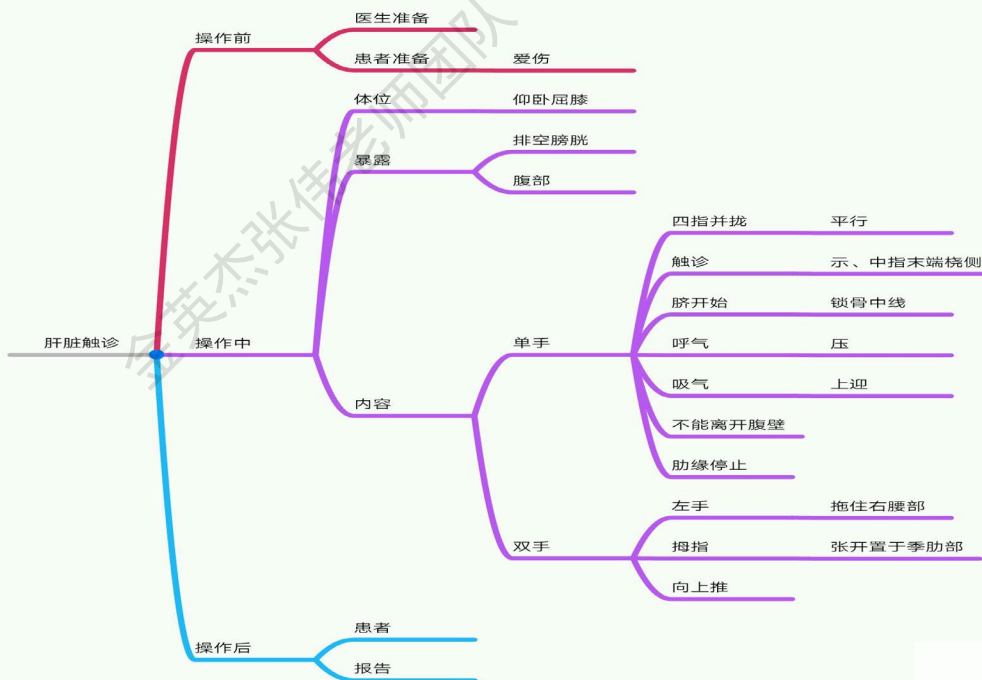 医生准备
操作前
患者准备 爱伤
体位 仰卧屈膝
排空膀胱
暴露
腹部
四指并拢 平行
触诊 示、中指末端桡侧
脐开始 锁骨中线
肝脏触诊 操作中 单手 呼气 压
吸气 上迎
内容
不能离开腹壁
肋缘停止
左手 拖住右腰部
双手 拇指 张开置于季肋部
向上推
患者
操作后
报告
金英杰张伟老师团队